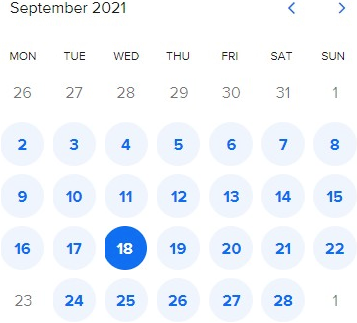 September 2021
MON TUE WED THU FRI SAT SUN
26 27 28 29 30 31 1
2 3 4 5 6 7 8
9 10 11 12 13 14 15
16 17 18 19 20 21 22
23 24 25 26 27 28 1